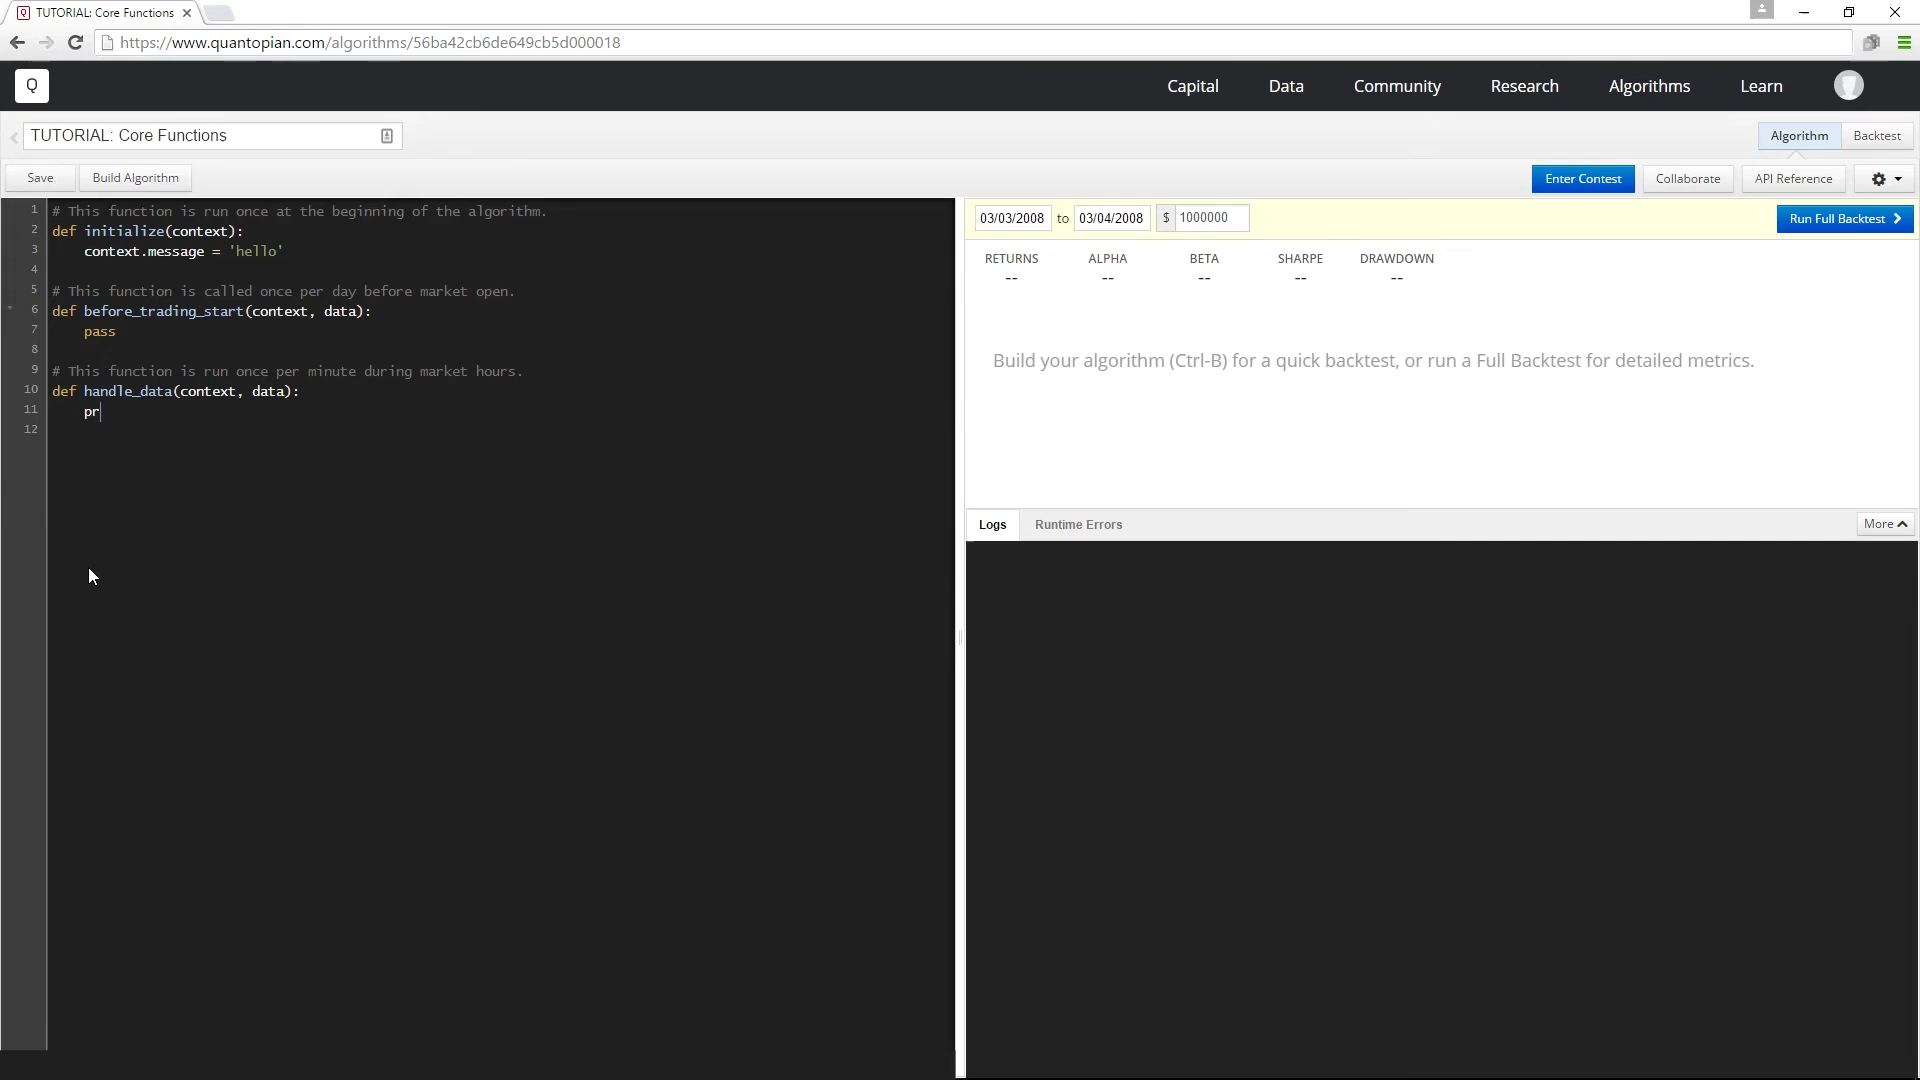 TUTORIAL: Core Functions
https://www.quantopian.com/algorithms/56ba42cb6de649cb5d000018
Q
Capital
Data
Community
Research
Algorithms
Learn
TUTORIAL: Core Functions
Algorithm
Backtest
Save
Build Algorithm
Enter Contest
Collaborate
API Reference
1 # This function is run once at the beginning of the algorithm.
2 def initialize(context):
3 context.message = 'hello'
4
5 # This function is called once per day before market open.
6 def before_trading_start(context, data):
7 pass
8
9 # This function is run once per minute during market hours.
10 def handle_data(context, data):
11 pr
12
03/03/2008 to 03/04/2008 $ 1000000
Run Full Backtest
RETURNS ALPHA BETA SHARPE DRAWDOWN
-- -- -- -- --
Build your algorithm (Ctrl-B) for a quick backtest, or run a Full Backtest for detailed metrics.
Logs
Runtime Errors
More